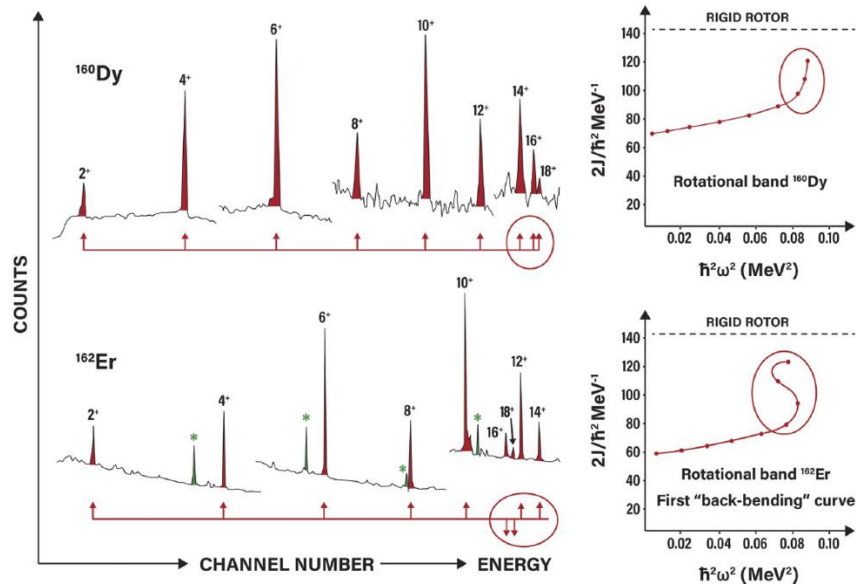 COUNTS
¹⁶⁰Dy
2⁺
4⁺
6⁺
8⁺
10⁺
12⁺
14⁺
16⁺
18⁺
¹⁶²Er
2⁺
*
4⁺
*
6⁺
*
8⁺
10⁺
*
16⁺
18⁺
12⁺
14⁺
CHANNEL NUMBER
ENERGY
RIGID ROTOR
2J/ħ² MeV⁻¹
140
120
100
80
60
40
20
0.02 0.04 0.06 0.08 0.10
Rotational band ¹⁶⁰Dy
ħ²ω² (MeV²)
RIGID ROTOR
2J/ħ² MeV⁻¹
140
120
100
80
60
40
20
0.02 0.04 0.06 0.08 0.10
Rotational band ¹⁶²Er
First “back-bending” curve
ħ²ω² (MeV²)